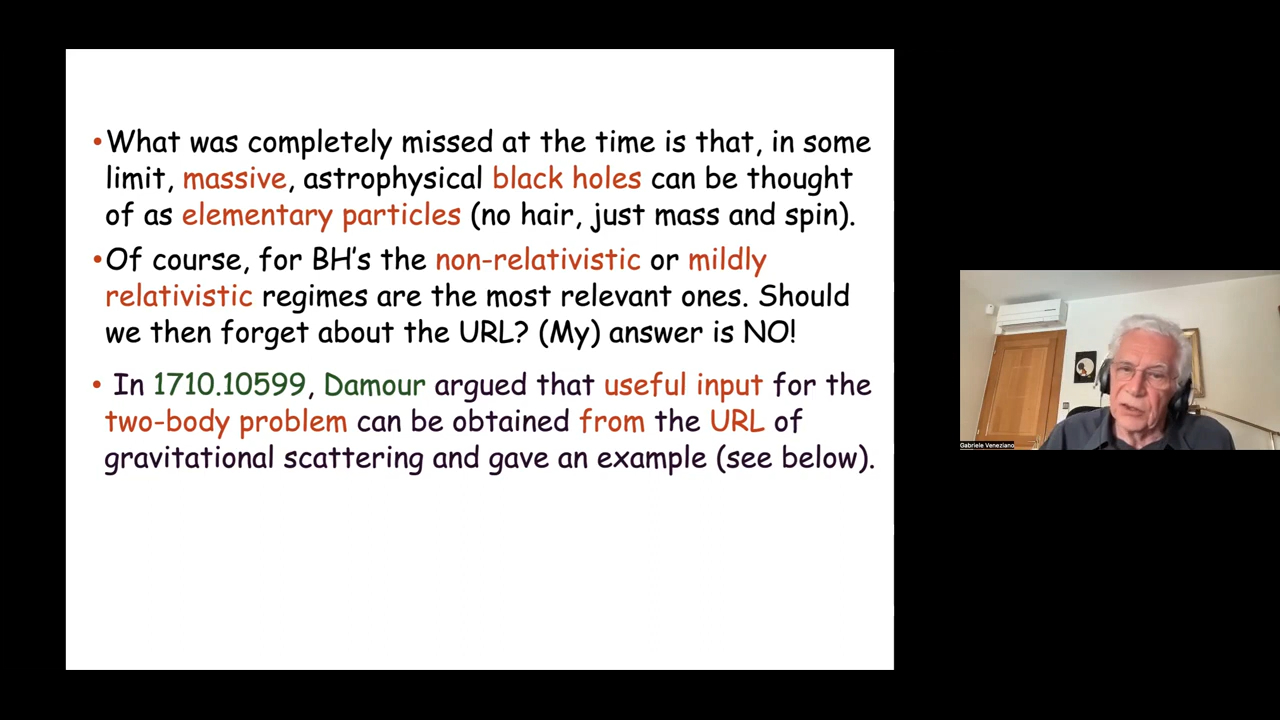 •What was completely missed at the time is that, in some
limit, massive, astrophysical black holes can be thought
of as elementary particles (no hair, just mass and spin).
•Of course, for BH's the non-relativistic or mildly
relativistic regimes are the most relevant ones. Should
we then forget about the URL? (My) answer is NO!
• In 1710.10599, Damour argued that useful input for the
two-body problem can be obtained from the URL of
gravitational scattering and gave an example (see below).
Gabriele Veneziano